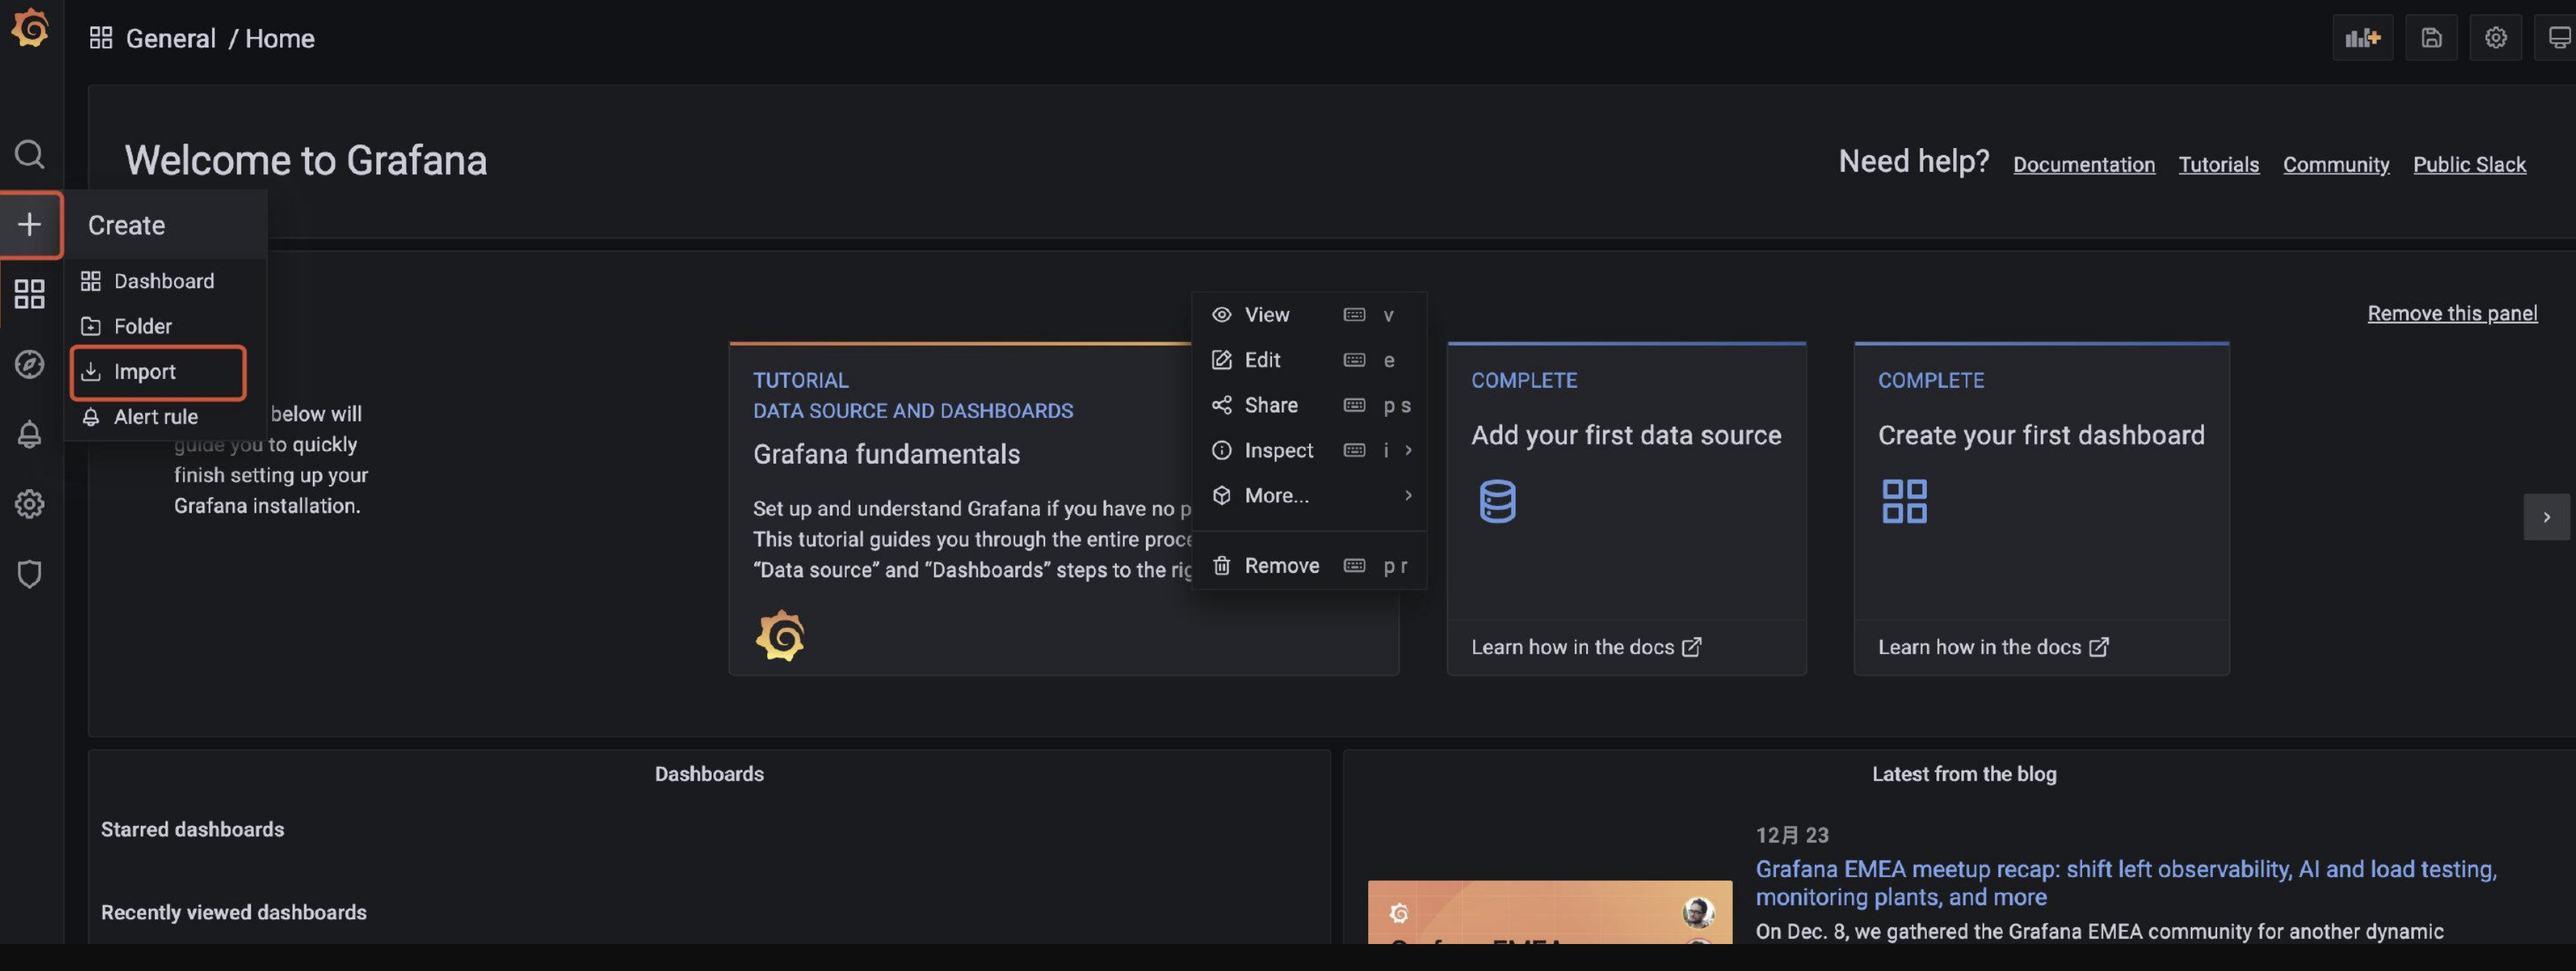 General / Home
Welcome to Grafana
Need help? Documentation Tutorials Community Public Slack
Create
Dashboard
Folder
Import
Alert rule
below will
guide you to quickly
finish setting up your
Grafana installation.
Remove this panel
TUTORIAL
DATA SOURCE AND DASHBOARDS
Grafana fundamentals
Set up and understand Grafana if you have no p
This tutorial guides you through the entire proce
“Data source” and “Dashboards” steps to the rig
View v
Edit e
Share p s
Inspect i
More...
Remove p r
COMPLETE
Add your first data source
Learn how in the docs
COMPLETE
Create your first dashboard
Learn how in the docs
Dashboards
Starred dashboards
Recently viewed dashboards
Latest from the blog
12月 23
Grafana EMEA meetup recap: shift left observability, AI and load testing,
monitoring plants, and more
On Dec. 8, we gathered the Grafana EMEA community for another dynamic